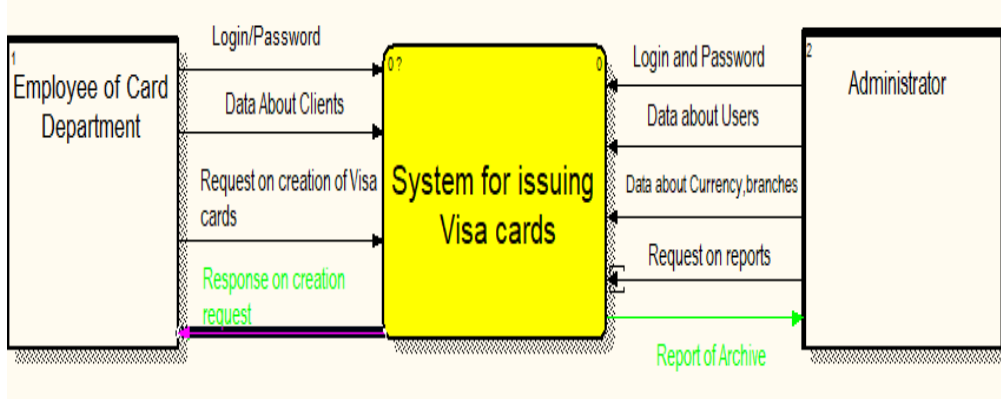 1
Employee of Card
Department
Login/Password
Data About Clients
Request on creation of Visa
cards
Response on creation
request
0 ?
0
System for issuing
Visa cards
Login and Password
Data about Users
Data about Currency,branches
Request on reports
Report of Archive
2
Administrator